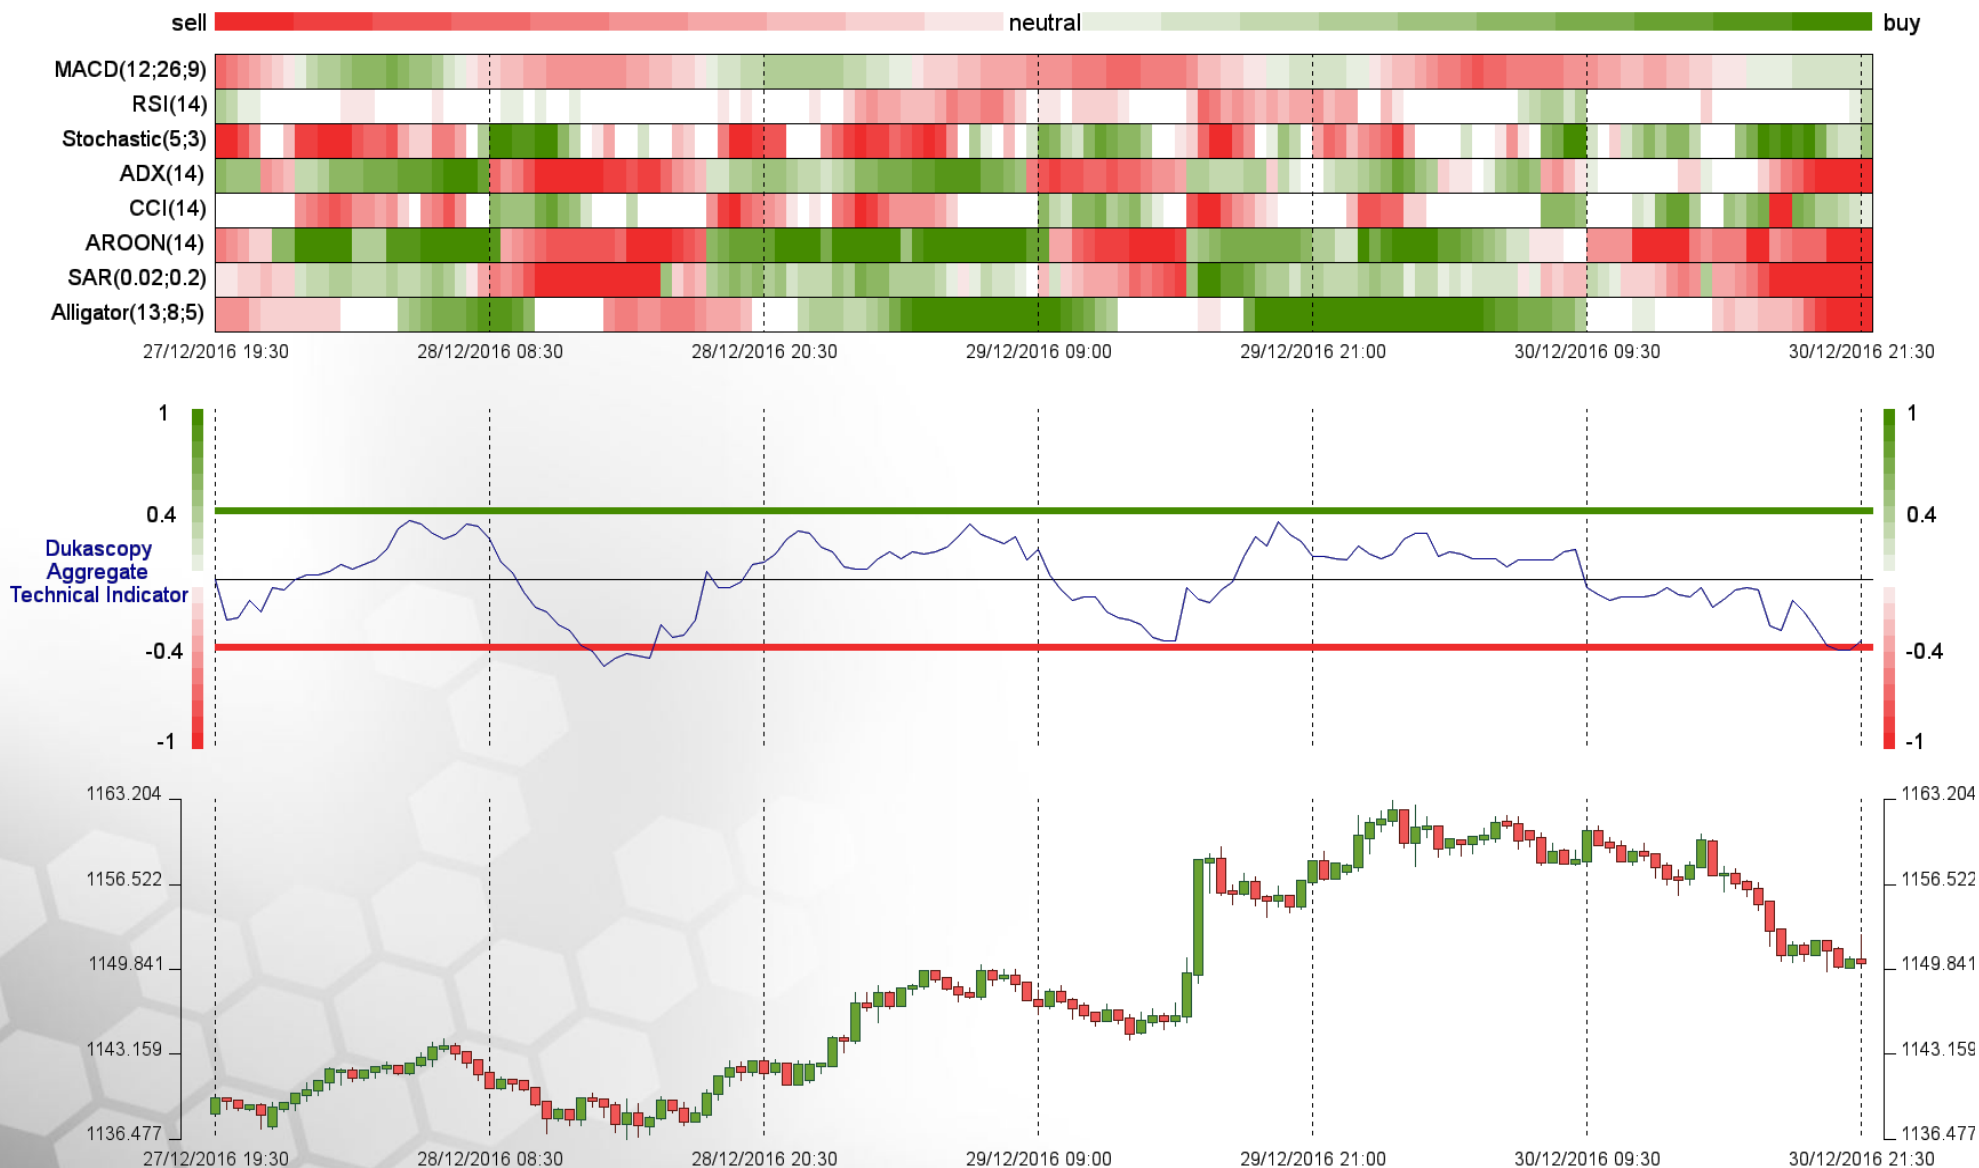 sell neutral buy
MACD(12;26;9)
RSI(14)
Stochastic(5;3)
ADX(14)
CCI(14)
AROON(14)
SAR(0.02;0.2)
Alligator(13;8;5)
27/12/2016 19:30 28/12/2016 08:30 28/12/2016 20:30 29/12/2016 09:00 29/12/2016 21:00 30/12/2016 09:30 30/12/2016 21:30
1 1
0.4 0.4
Dukascopy
Aggregate
Technical Indicator
-0.4 -0.4
-1 -1
1163.204 1163.204
1156.522 1156.522
1149.841 1149.841
1143.159 1143.159
1136.477 1136.477
27/12/2016 19:30 28/12/2016 08:30 28/12/2016 20:30 29/12/2016 09:00 29/12/2016 21:00 30/12/2016 09:30 30/12/2016 21:30